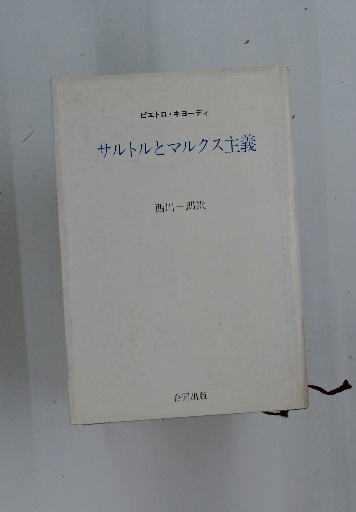 ピエトロ・キヨーディ
サルトルとマルクス主義
西川一郎訳
合同出版